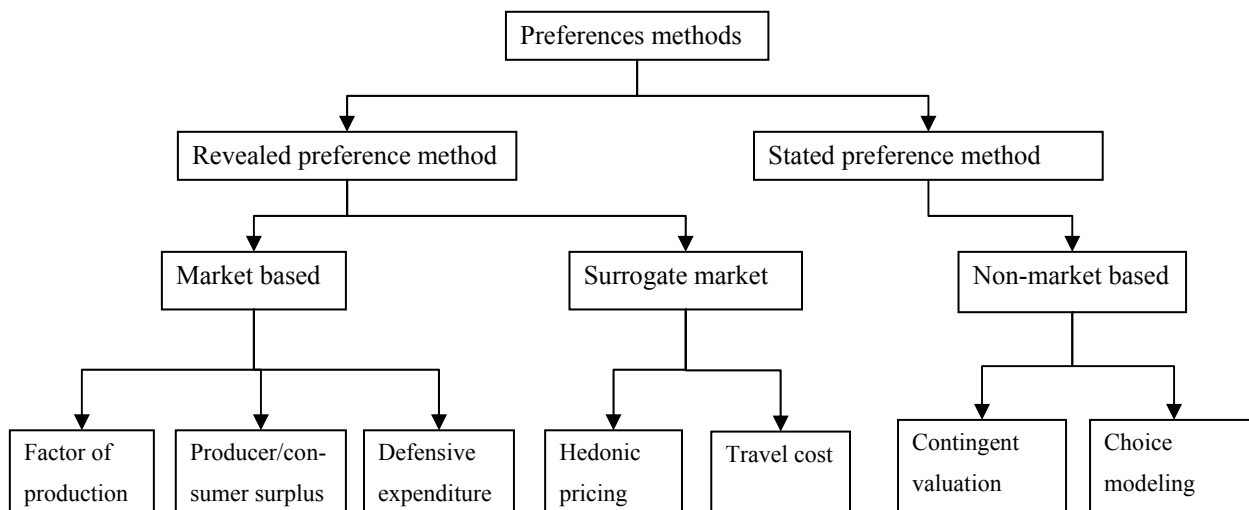 Preferences methods
Revealed preference method
Stated preference method
Market based
Surrogate market
Non-market based
Factor of
production
Producer/con-
sumer surplus
Defensive
expenditure
Hedonic
pricing
Travel cost
Contingent
valuation
Choice
modeling